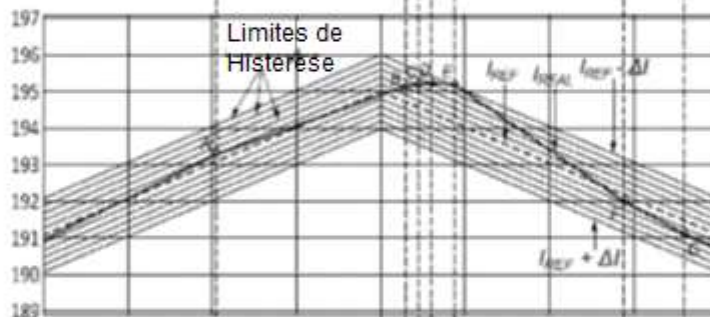 197
196
195
194
193
192
191
190
189
Limites de
Histerese
I_REF
I_REAL
I_REF - ΔI
I_REF + ΔI
F
G